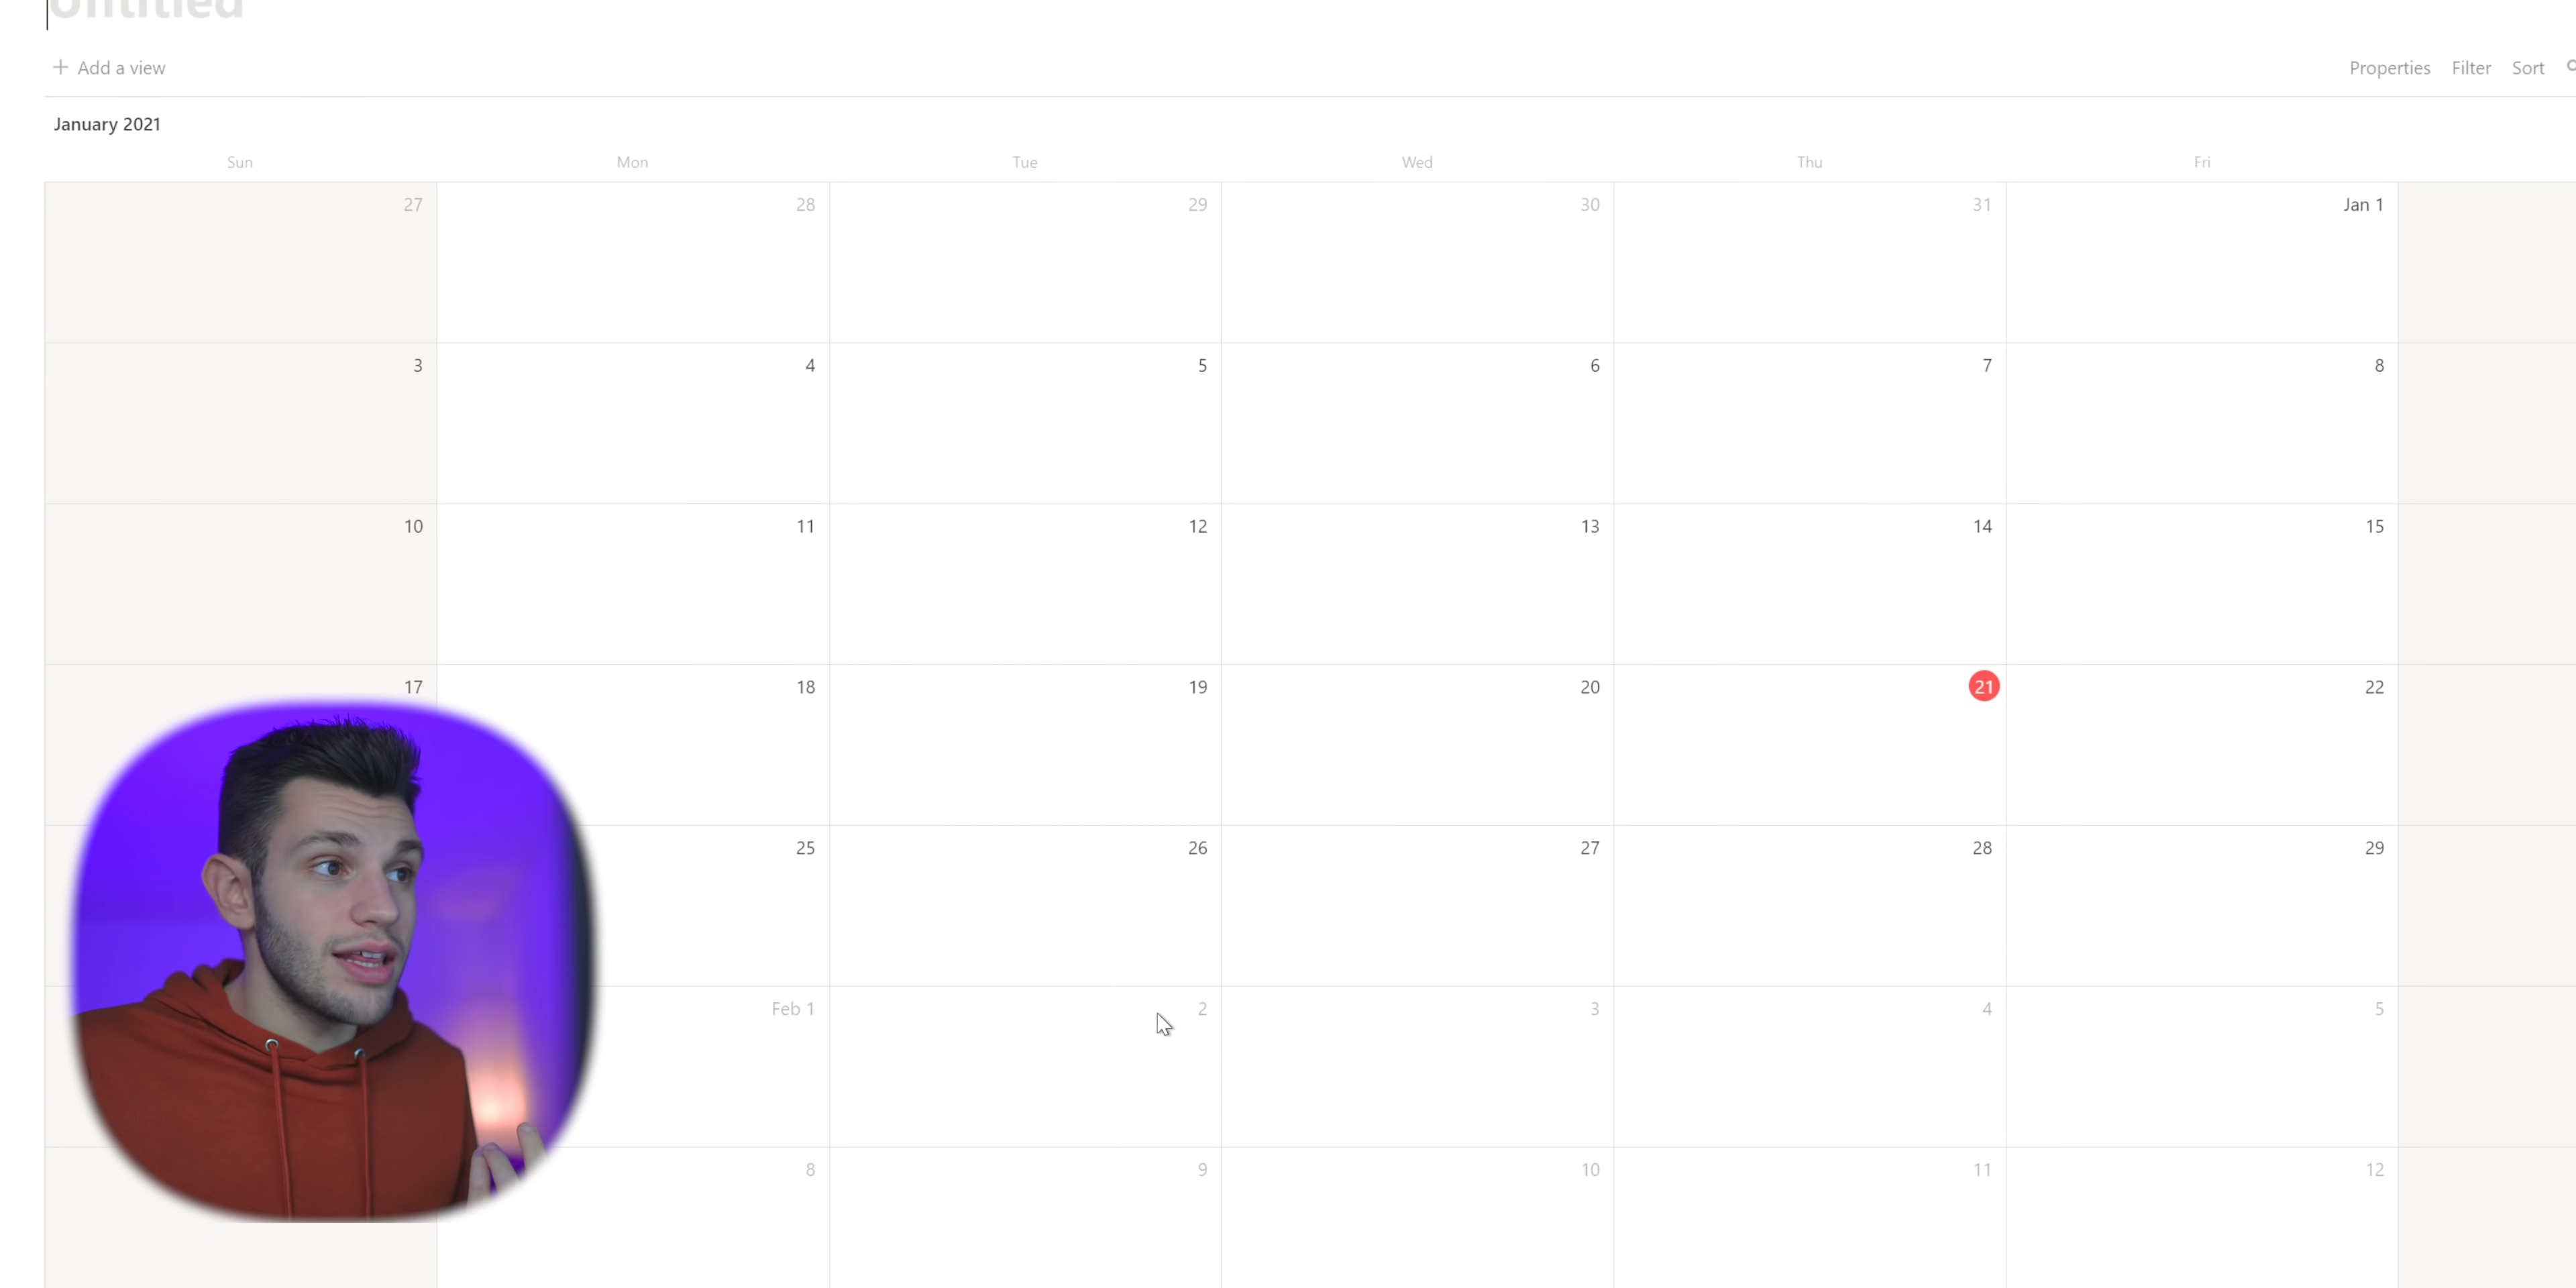 Untitled
+ Add a view
Properties Filter Sort
January 2021
Sun Mon Tue Wed Thu Fri
27 28 29 30 31 Jan 1
3 4 5 6 7 8
10 11 12 13 14 15
17 18 19 20 21 22
25 26 27 28 29
Feb 1 2 3 4 5
8 9 10 11 12